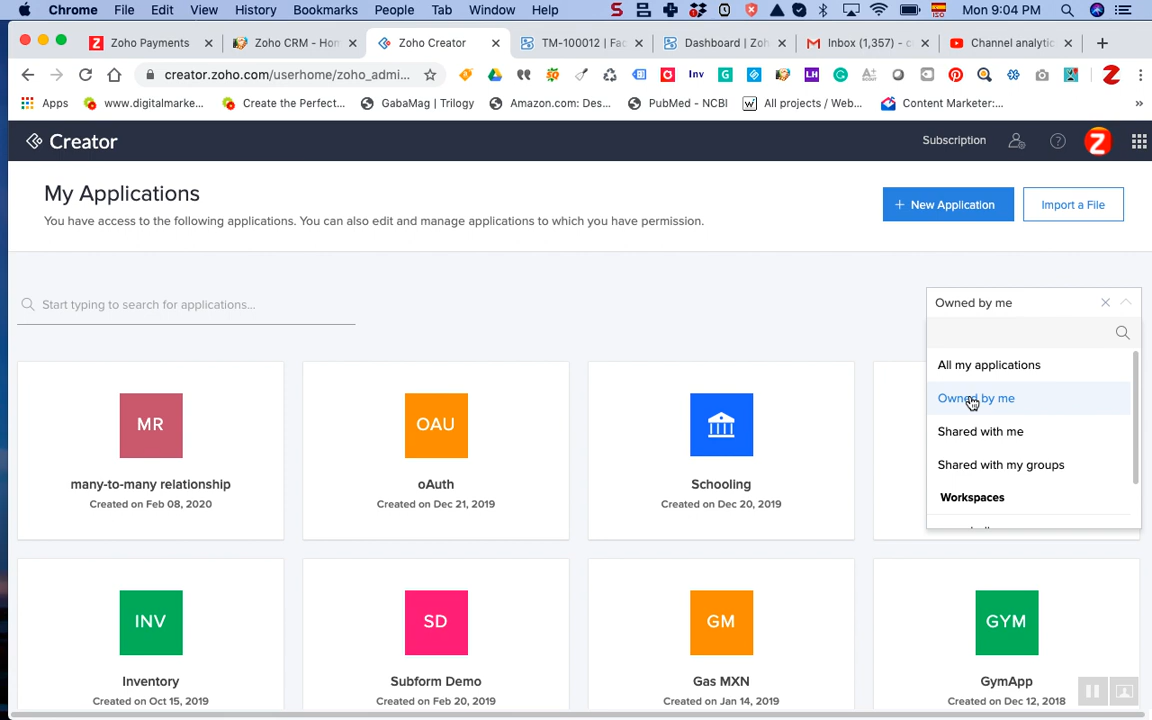 Chrome File Edit View History Bookmarks People Tab Window Help Mon 9:04 PM
Zoho Payments Zoho CRM - Hom Zoho Creator TM-100012 | Fac Dashboard | Zoh Inbox (1,357) - c Channel analytic
creator.zoho.com/userhome/zoho_admi...
Apps www.digitalmarke... Create the Perfect... GabaMag | Trilogy Amazon.com: Des... PubMed - NCBI All projects / Web... Content Marketer:...
Creator Subscription
My Applications
You have access to the following applications. You can also edit and manage applications to which you have permission.
+ New Application Import a File
Start typing to search for applications...
Owned by me
All my applications
Owned by me
Shared with me
Shared with my groups
Workspaces
MR OAU
many-to-many relationship oAuth Schooling
Created on Feb 08, 2020 Created on Dec 21, 2019 Created on Dec 20, 2019
INV SD GM GYM
Inventory Subform Demo Gas MXN GymApp
Created on Oct 15, 2019 Created on Feb 20, 2019 Created on Jan 14, 2019 Created on Dec 12, 2018